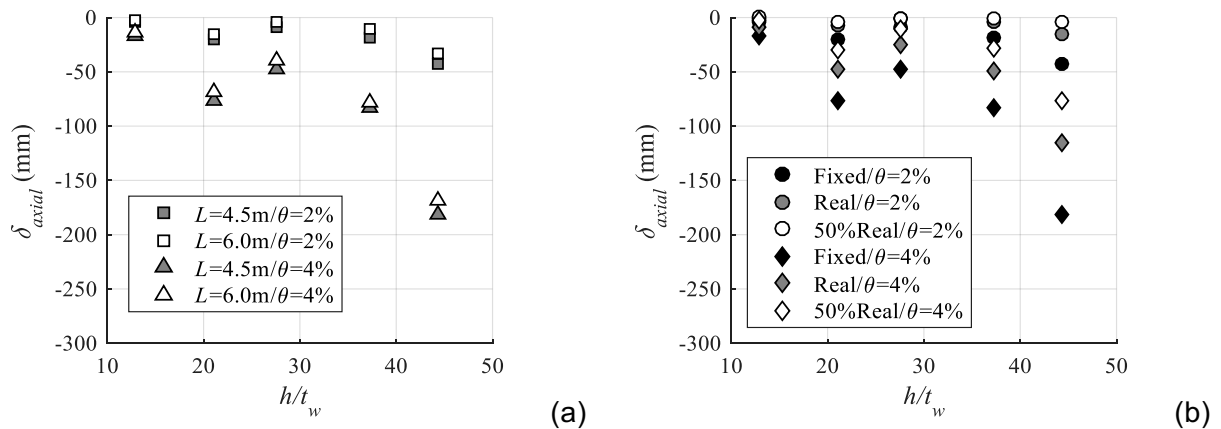 0
-50
-100
-150
-200
-250
-300
10 20 30 40 50
δaxial (mm)
h/tw
L=4.5m/θ=2%
L=6.0m/θ=2%
L=4.5m/θ=4%
L=6.0m/θ=4%
(a)
0
-50
-100
-150
-200
-250
-300
10 20 30 40 50
δaxial (mm)
h/tw
Fixed/θ=2%
Real/θ=2%
50%Real/θ=2%
Fixed/θ=4%
Real/θ=4%
50%Real/θ=4%
(b)